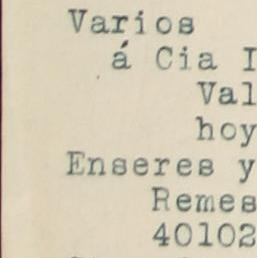 Varios
á Cia I
Val
hoy
Enseres y
Remes
40102